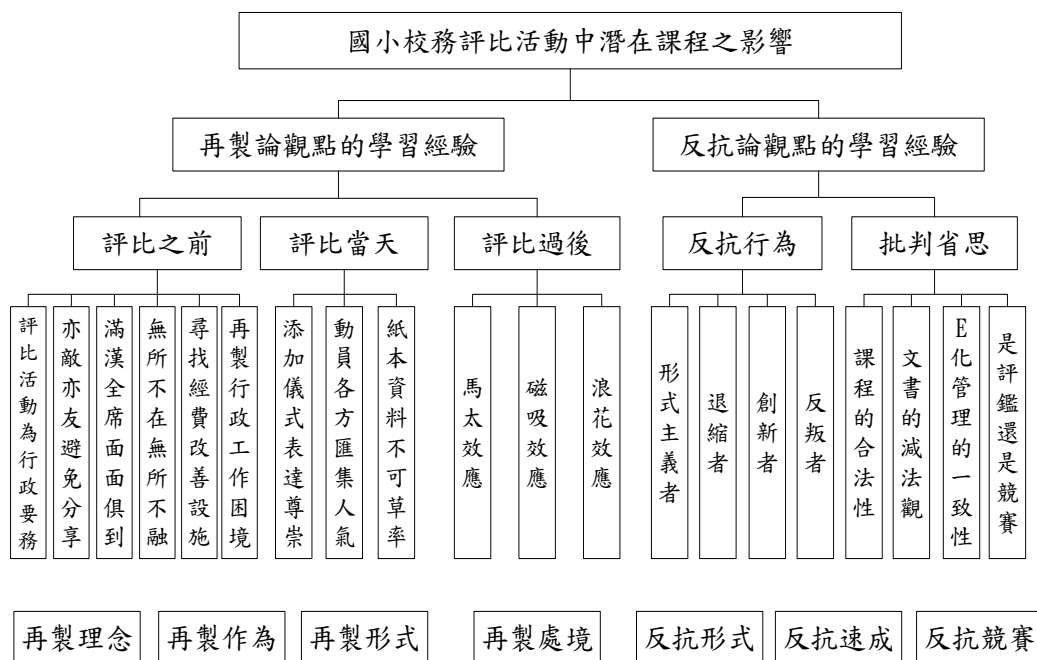 國小校務評比活動中潛在課程之影響
再製論觀點的學習經驗
反抗論觀點的學習經驗
評比之前
評比當天
評比過後
反抗行為
批判省思
評比活動為行政要務
亦敵亦友避免分享
滿漢全席面面俱到
無所不在無所不融
尋找經費改善設施
再製行政工作困境
添加儀式表達尊崇
動員各方匯集人氣
紙本資料不可草率
馬太效應
磁吸效應
浪花效應
形式主義者
退縮者
創新者
反叛者
課程的合法性
文書的減法觀
E化管理的一致性
是評鑑還是競賽
再製理念
再製作為
再製形式
再製處境
反抗形式
反抗速成
反抗競賽